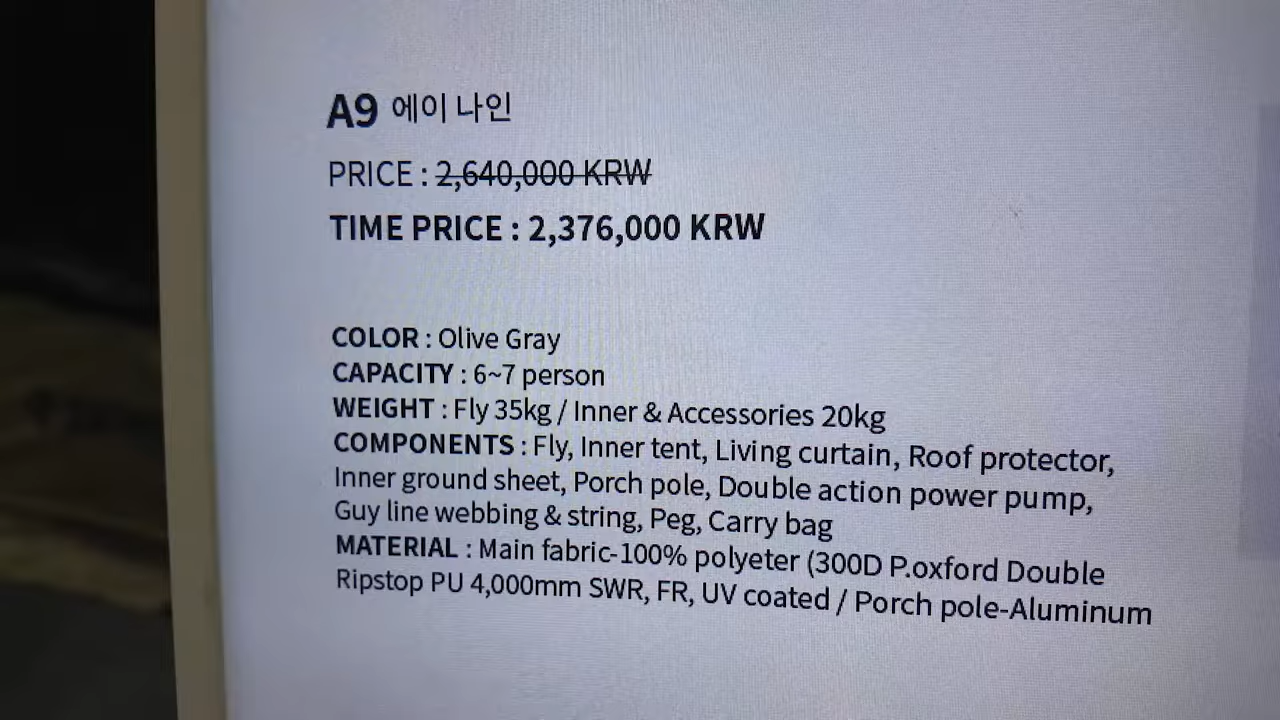 A9 에이 나인
PRICE : 2,640,000 KRW
TIME PRICE : 2,376,000 KRW
COLOR : Olive Gray
CAPACITY : 6~7 person
WEIGHT : Fly 35kg / Inner & Accessories 20kg
COMPONENTS : Fly, Inner tent, Living curtain, Roof protector,
Inner ground sheet, Porch pole, Double action power pump,
Guy line webbing & string, Peg, Carry bag
MATERIAL : Main fabric-100% polyeter (300D P.oxford Double
Ripstop PU 4,000mm SWR, FR, UV coated / Porch pole-Aluminum